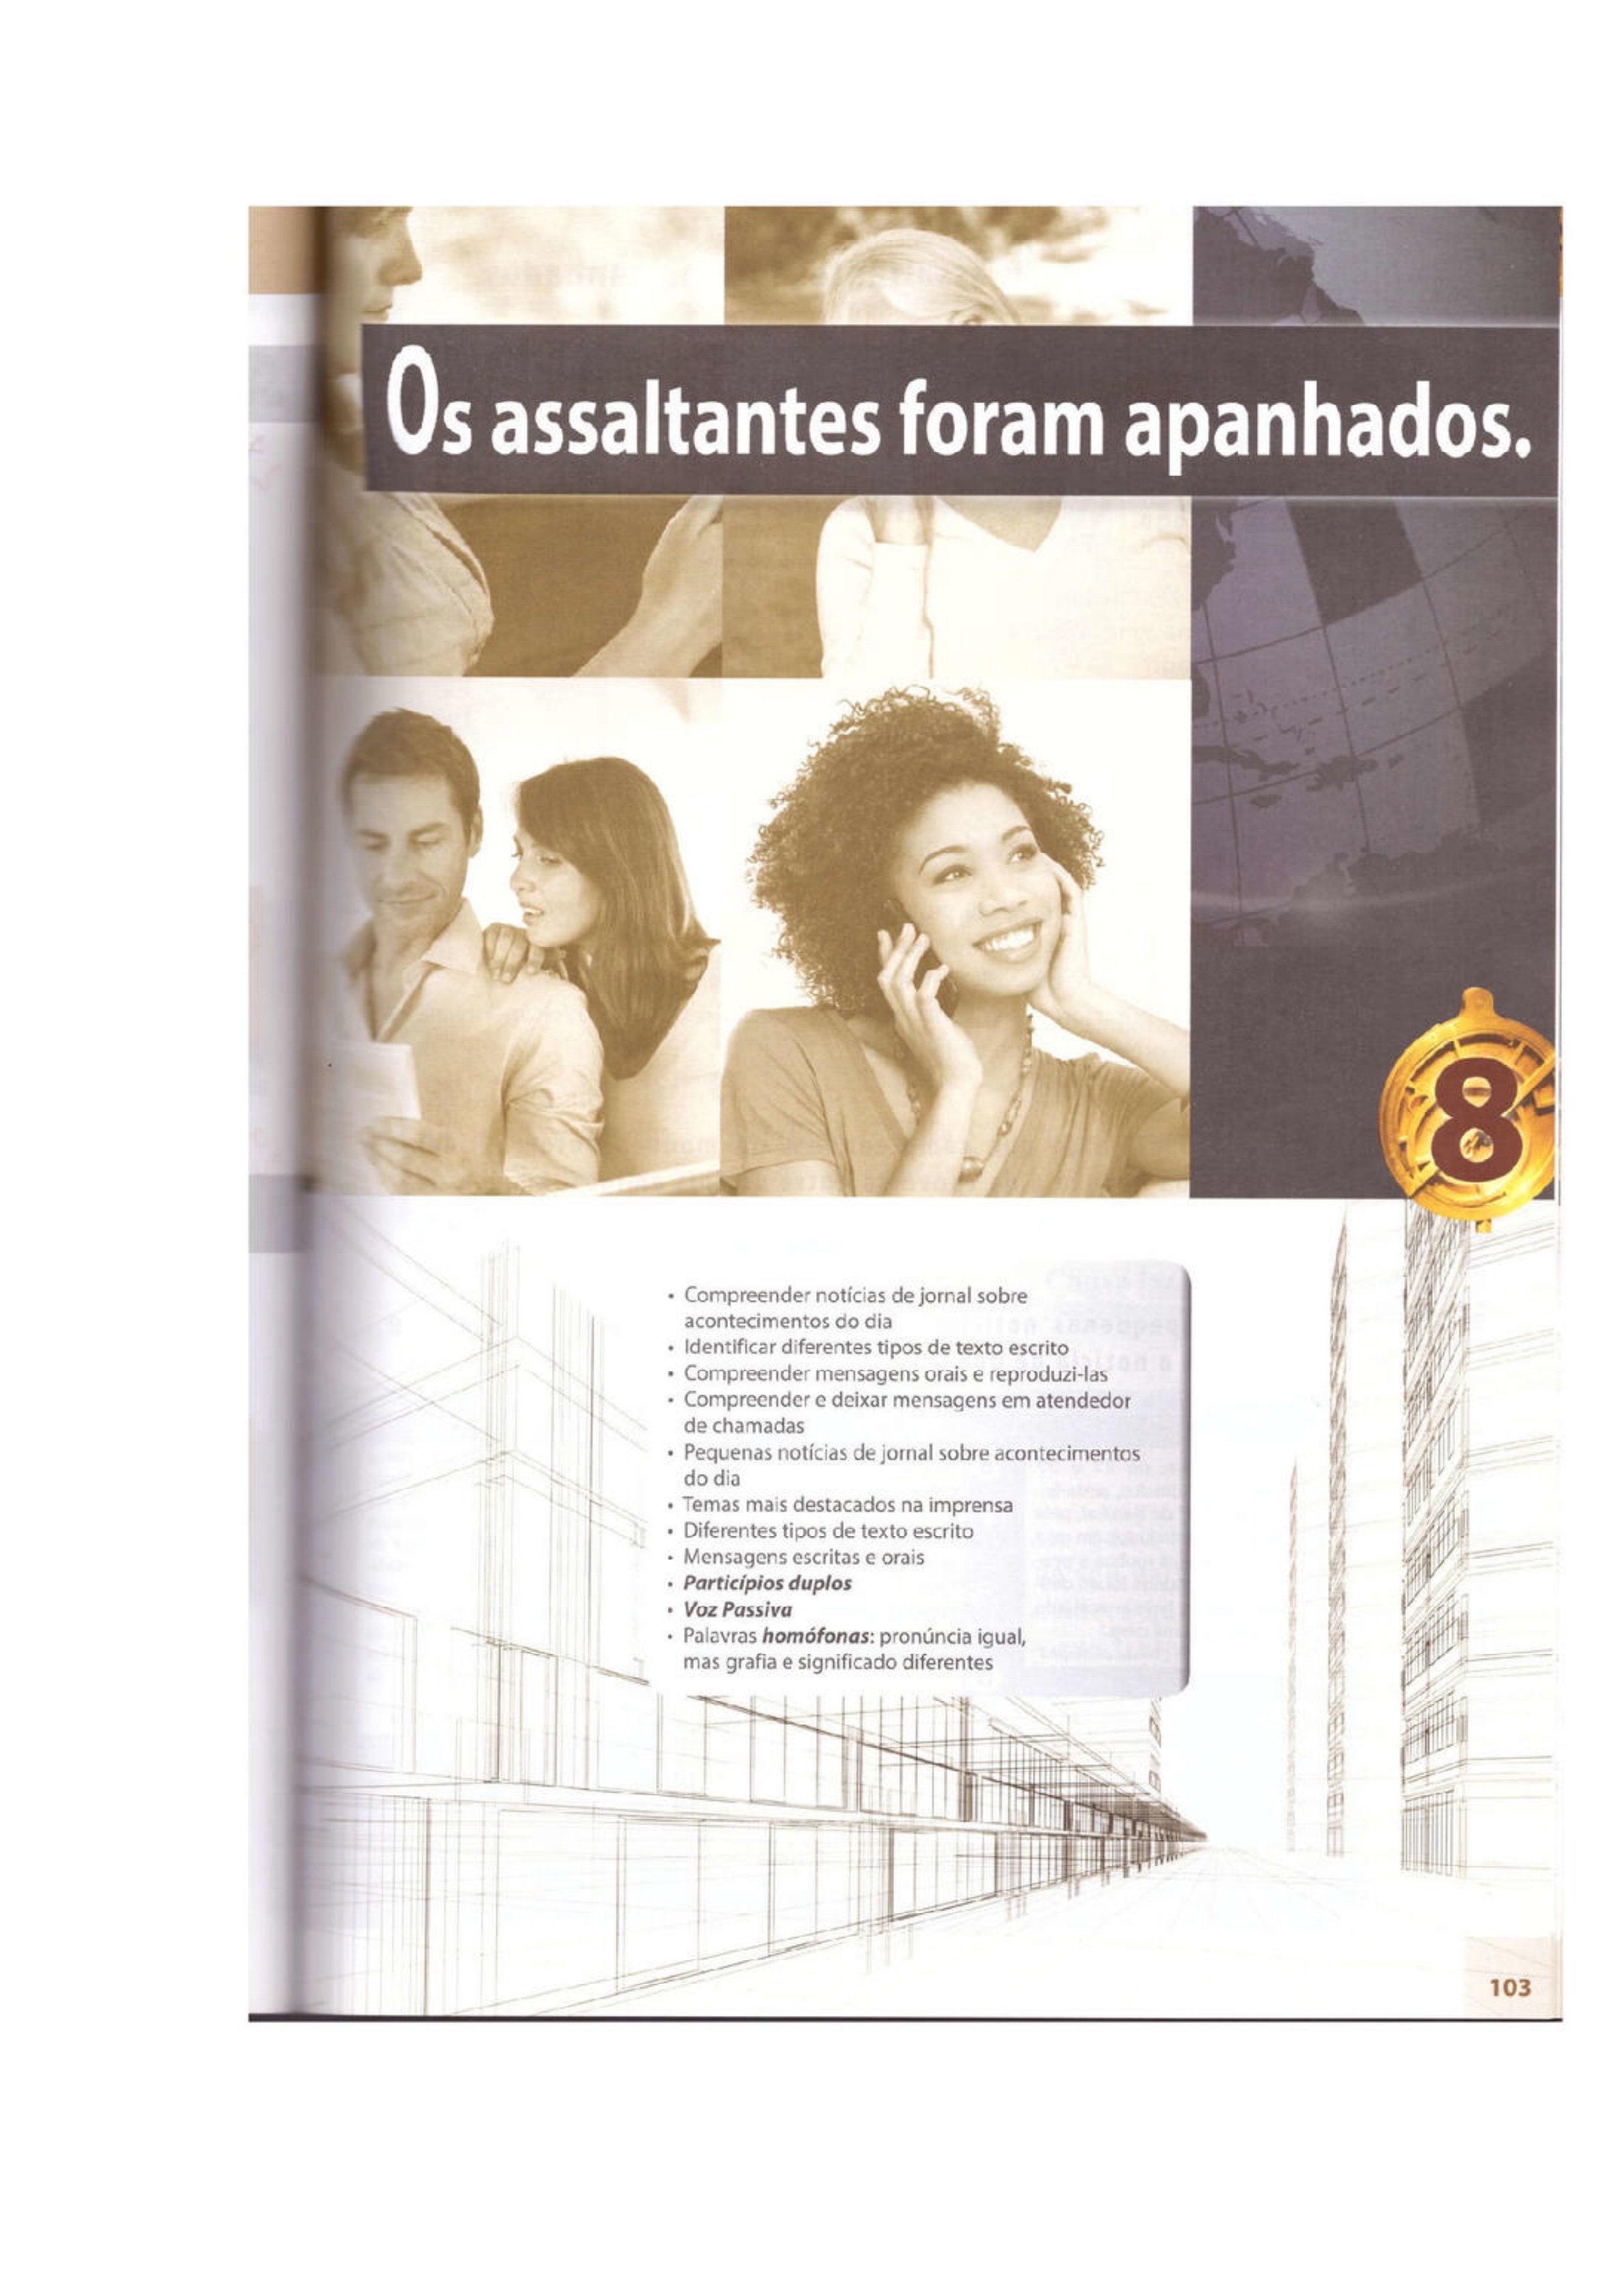 Os assaltantes foram apanhados.
8
• Compreender notícias de jornal sobre
acontecimentos do dia
• Identificar diferentes tipos de texto escrito
• Compreender mensagens orais e reproduzi-las
• Compreender e deixar mensagens em atendedor
de chamadas
• Pequenas notícias de jornal sobre acontecimentos
do dia
• Temas mais destacados na imprensa
• Diferentes tipos de texto escrito
• Mensagens escritas e orais
• Particípios duplos
• Voz Passiva
• Palavras homófonas: pronúncia igual,
mas grafia e significado diferentes
103